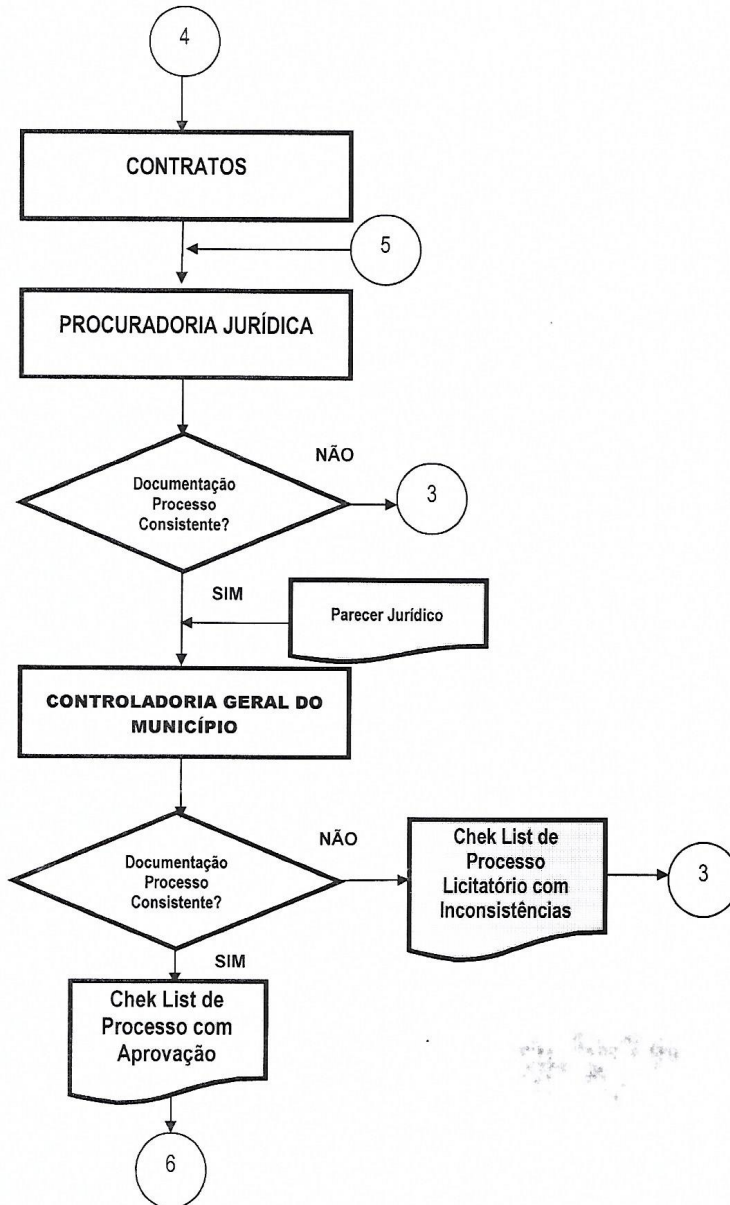 4
CONTRATOS
5
PROCURADORIA JURÍDICA
NÃO
Documentação
Processo
Consistente?
3
SIM
Parecer Jurídico
CONTROLADORIA GERAL DO
MUNICÍPIO
NÃO
Documentação
Processo
Consistente?
Chek List de
Processo
Licitatório com
Inconsistências
3
SIM
Chek List de
Processo com
Aprovação
6